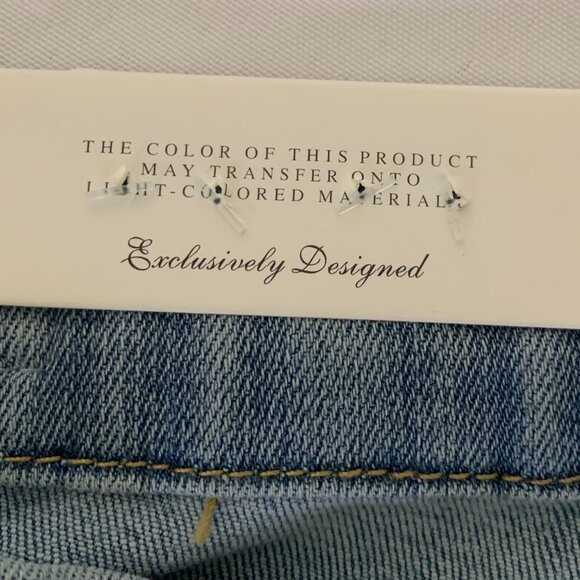 THE COLOR OF THIS PRODUCT
MAY TRANSFER ONTO
LIGHT-COLORED MATERIALS
Exclusively Designed